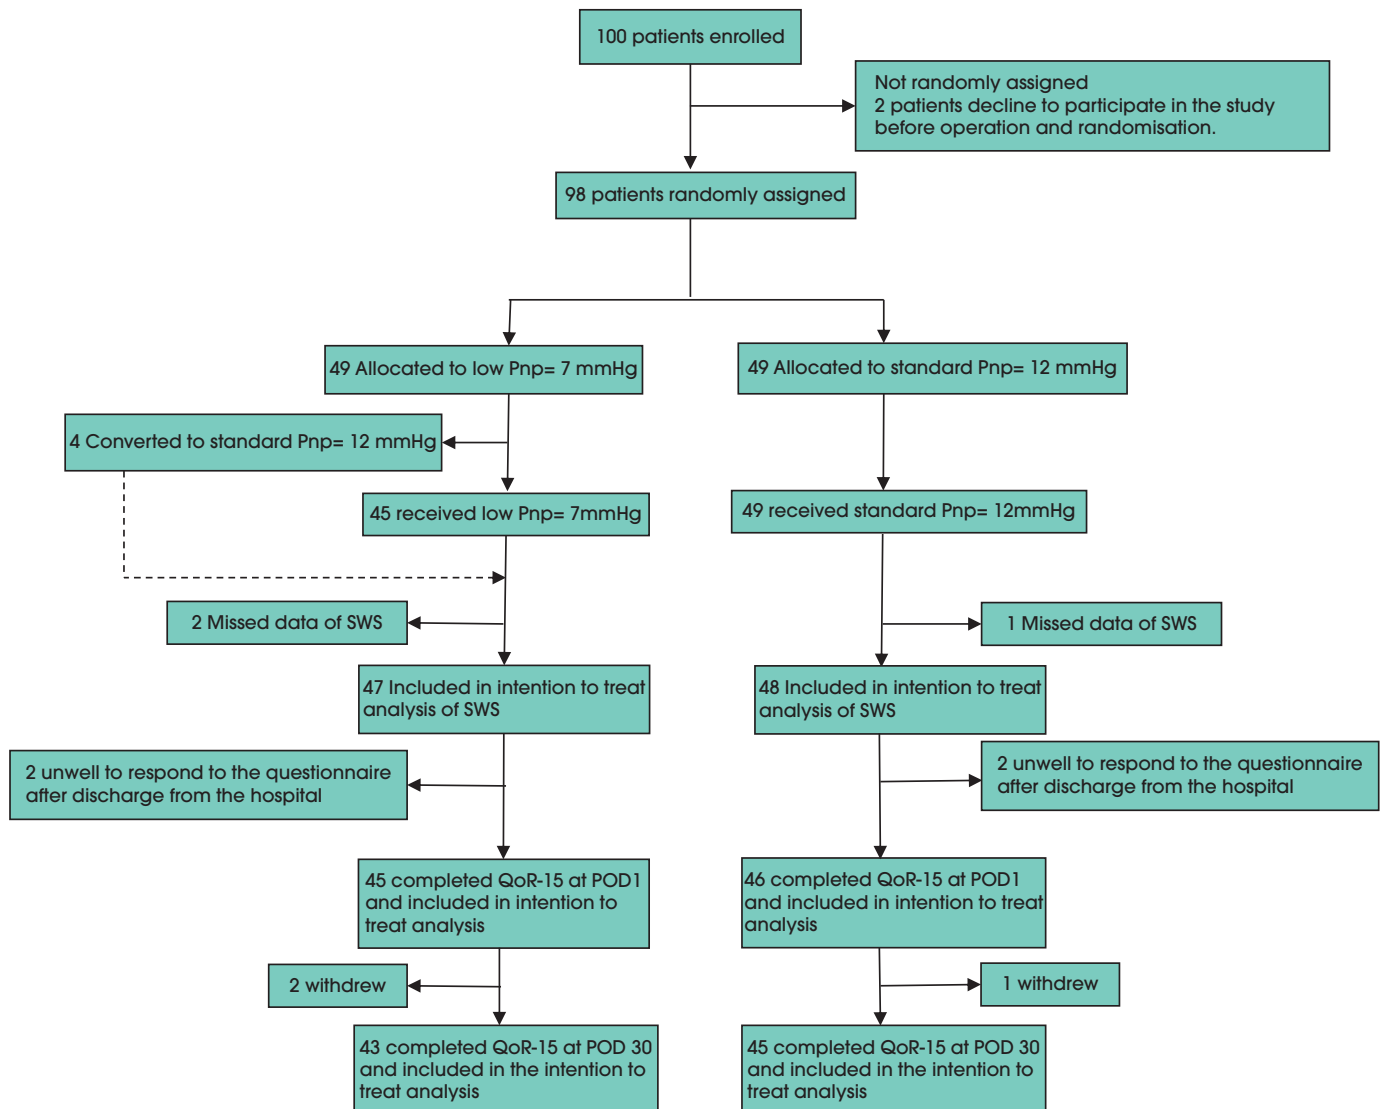 100 patients enrolled
Not randomly assigned
2 patients decline to participate in the study
before operation and randomisation.
98 patients randomly assigned
49 Allocated to low Pnp= 7 mmHg
49 Allocated to standard Pnp= 12 mmHg
4 Converted to standard Pnp= 12 mmHg
45 received low Pnp= 7mmHg
49 received standard Pnp= 12mmHg
2 Missed data of SWS
1 Missed data of SWS
47 Included in intention to treat
analysis of SWS
48 Included in intention to treat
analysis of SWS
2 unwell to respond to the questionnaire
after discharge from the hospital
2 unwell to respond to the questionnaire
after discharge from the hospital
45 completed QoR-15 at POD1
and included in intention to
treat analysis
46 completed QoR-15 at POD1
and included in intention to treat
analysis
2 withdrew
1 withdrew
43 completed QoR-15 at POD 30
and included in the intention to
treat analysis
45 completed QoR-15 at POD 30
and included in the intention to
treat analysis